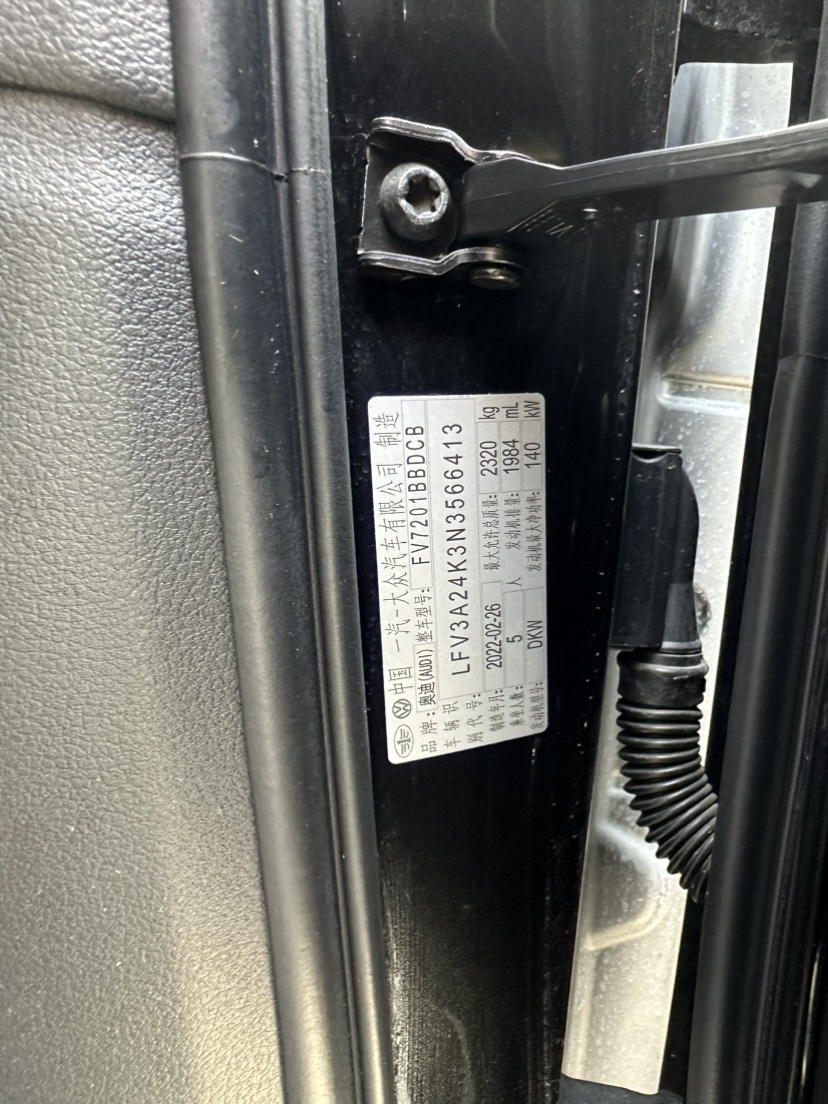 中国 一汽-大众汽车有限公司 制造
品牌:奥迪(AUDI) 整车型号: FV7201BBDCB
车辆识别代号: LFV3A24K3N3566413
制造年月: 2022-02-26 最大允许总质量: 2320 kg
乘坐人数: 5 人 发动机排量: 1984 mL
发动机型号: DKW 发动机最大净功率: 140 kW